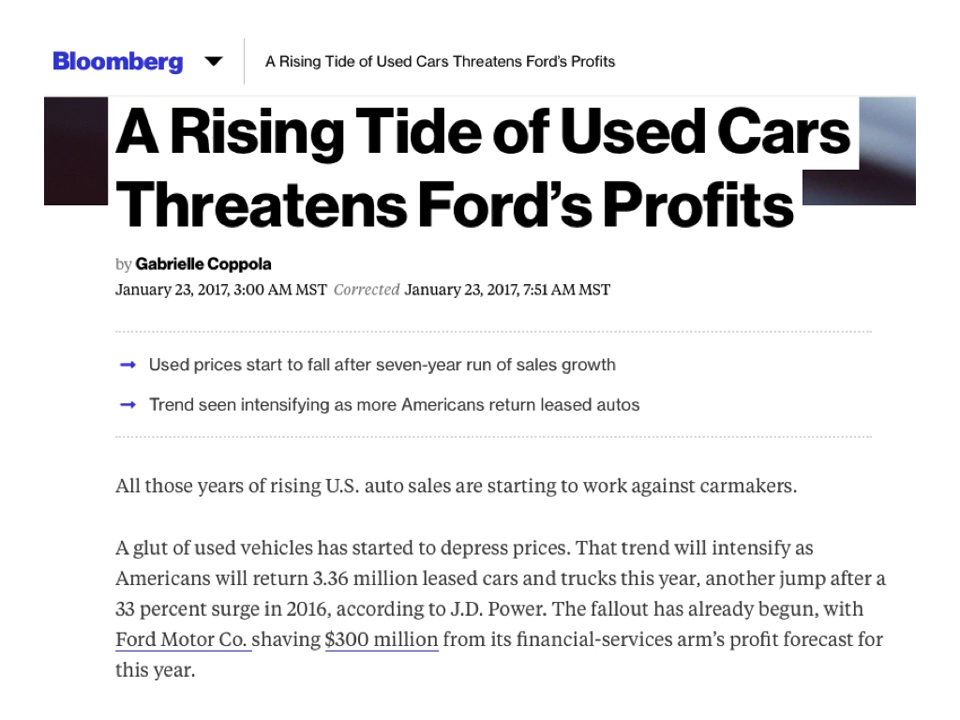 Bloomberg
A Rising Tide of Used Cars Threatens Ford's Profits
A Rising Tide of Used Cars
Threatens Ford's Profits
by Gabrielle Coppola
January 23, 2017, 3:00 AM MST Corrected January 23, 2017, 7:51 AM MST
→ Used prices start to fall after seven-year run of sales growth
→ Trend seen intensifying as more Americans return leased autos
All those years of rising U.S. auto sales are starting to work against carmakers.
A glut of used vehicles has started to depress prices. That trend will intensify as
Americans will return 3.36 million leased cars and trucks this year, another jump after a
33 percent surge in 2016, according to J.D. Power. The fallout has already begun, with
Ford Motor Co. shaving $300 million from its financial-services arm's profit forecast for
this year.